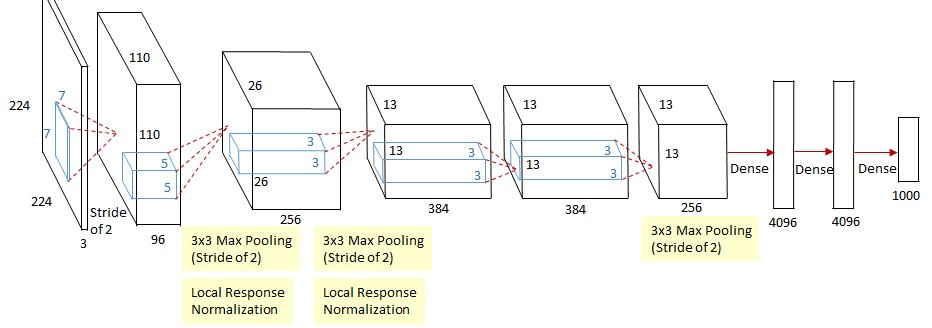 224
7
7
224
3
Stride
of 2
110
110
5
5
96
3x3 Max Pooling
(Stride of 2)
Local Response
Normalization
26
3
3
26
256
3x3 Max Pooling
(Stride of 2)
Local Response
Normalization
13
13
3
3
384
13
3
13
3
384
13
13
256
3x3 Max Pooling
(Stride of 2)
Dense
4096
Dense
4096
Dense
1000